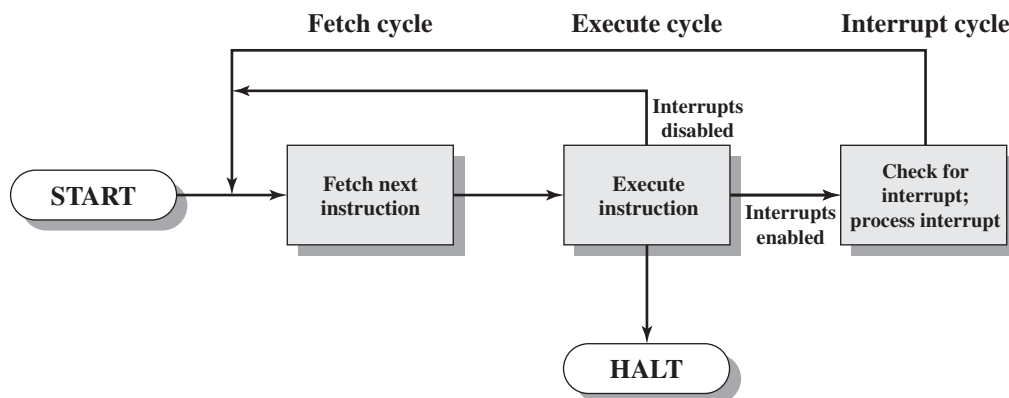 Fetch cycle
Execute cycle
Interrupt cycle
Interrupts
disabled
START
Fetch next
instruction
Execute
instruction
Interrupts
enabled
Check for
interrupt;
process interrupt
HALT